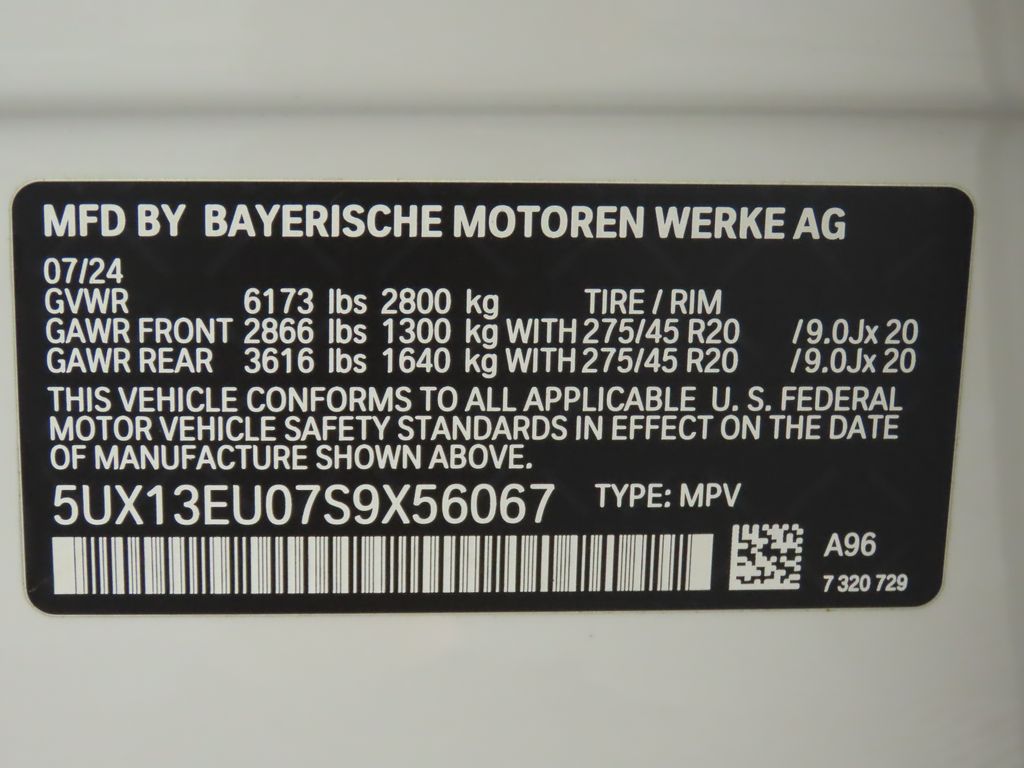 MFD BY BAYERISCHE MOTOREN WERKE AG
07/24
GVWR 6173 lbs 2800 kg TIRE / RIM
GAWR FRONT 2866 lbs 1300 kg WITH 275/45 R20 /9.0Jx 20
GAWR REAR 3616 lbs 1640 kg WITH 275/45 R20 /9.0Jx 20
THIS VEHICLE CONFORMS TO ALL APPLICABLE U. S. FEDERAL
MOTOR VEHICLE SAFETY STANDARDS IN EFFECT ON THE DATE
OF MANUFACTURE SHOWN ABOVE.
5UX13EU07S9X56067 TYPE: MPV
A96
7 320 729